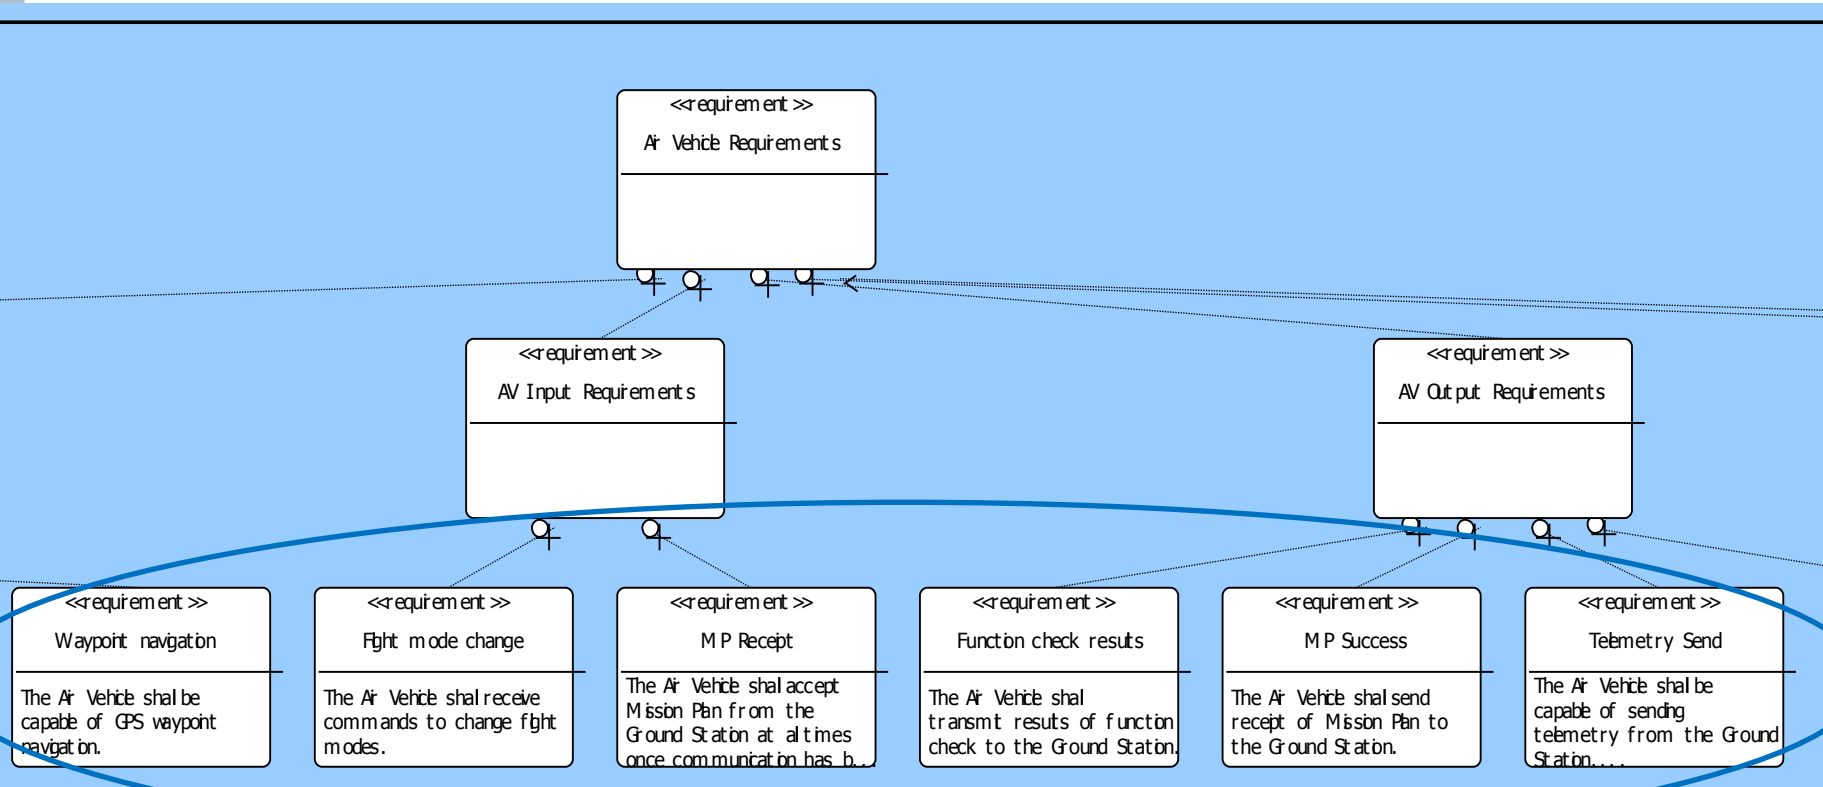 <<requirement>>
Air Vehicle Requirements
<<requirement>>
AV Input Requirements
<<requirement>>
AV Output Requirements
<<requirement>>
Waypoint navigation
The Air Vehicle shall be
capable of GPS waypoint
navigation.
<<requirement>>
Flight mode change
The Air Vehicle shall receive
commands to change flight
modes.
<<requirement>>
MP Receipt
The Air Vehicle shall accept
Mission Plan from the
Ground Station at all times
once communication has b...
<<requirement>>
Function check results
The Air Vehicle shall
transmit results of function
check to the Ground Station.
<<requirement>>
MP Success
The Air Vehicle shall send
receipt of Mission Plan to
the Ground Station.
<<requirement>>
Telemetry Send
The Air Vehicle shall be
capable of sending
telemetry from the Ground
Station....